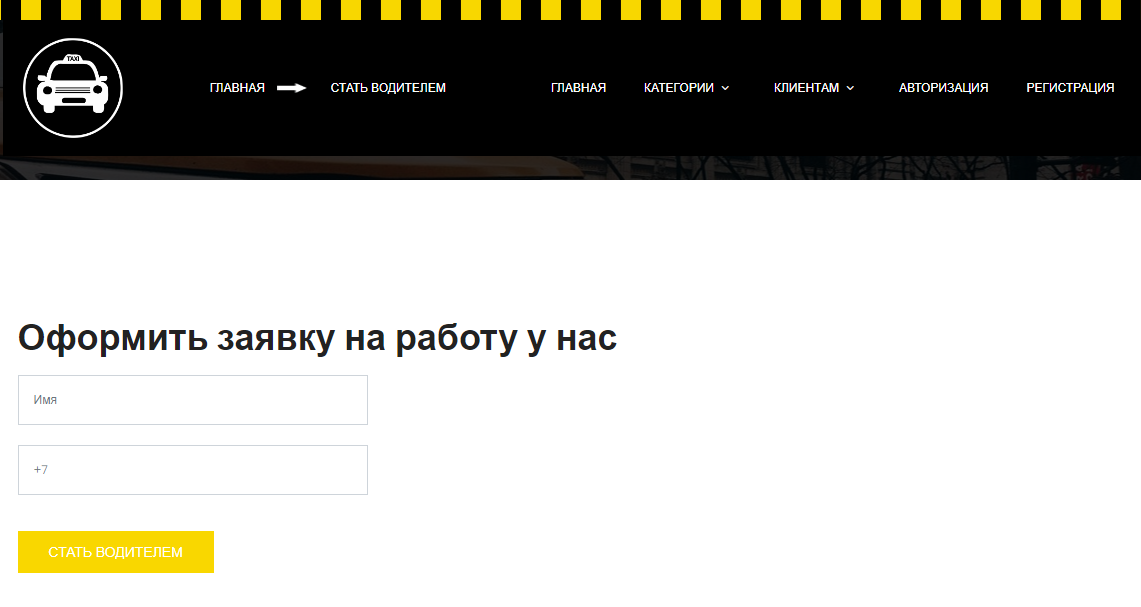 TAXI
ГЛАВНАЯ СТАТЬ ВОДИТЕЛЕМ ГЛАВНАЯ КАТЕГОРИИ КЛИЕНТАМ АВТОРИЗАЦИЯ РЕГИСТРАЦИЯ
Оформить заявку на работу у нас
Имя
+7
СТАТЬ ВОДИТЕЛЕМ